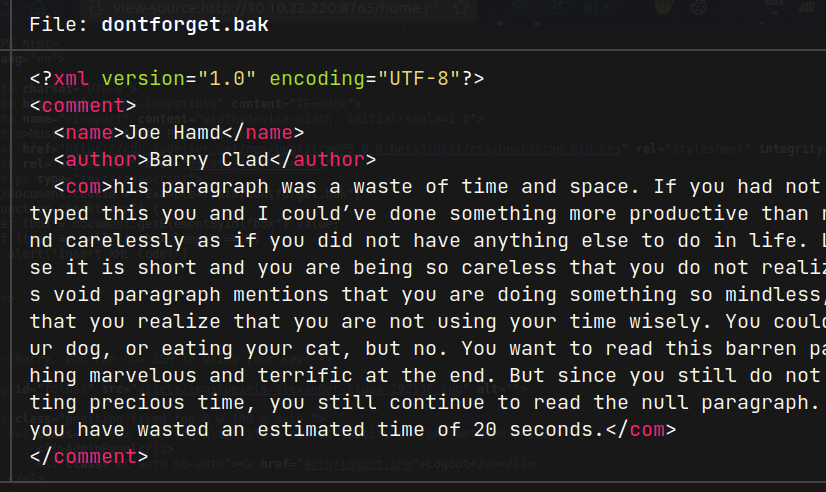 File: dontforget.bak
<?xml version="1.0" encoding="UTF-8"?>
<comment>
<name>Joe Hamd</name>
<author>Barry Clad</author>
<com>his paragraph was a waste of time and space. If you had not
typed this you and I could’ve done something more productive than
nd carelessly as if you did not have anything else to do in life.
se it is short and you are being so careless that you do not
s void paragraph mentions that you are doing something so mindless,
that you realize that you are not using your time wisely. You
ur dog, or eating your cat, but no. You want to read this barren
hing marvelous and terrific at the end. But since you still do not
ting precious time, you still continue to read the null paragraph.
you have wasted an estimated time of 20 seconds.</com>
</comment>